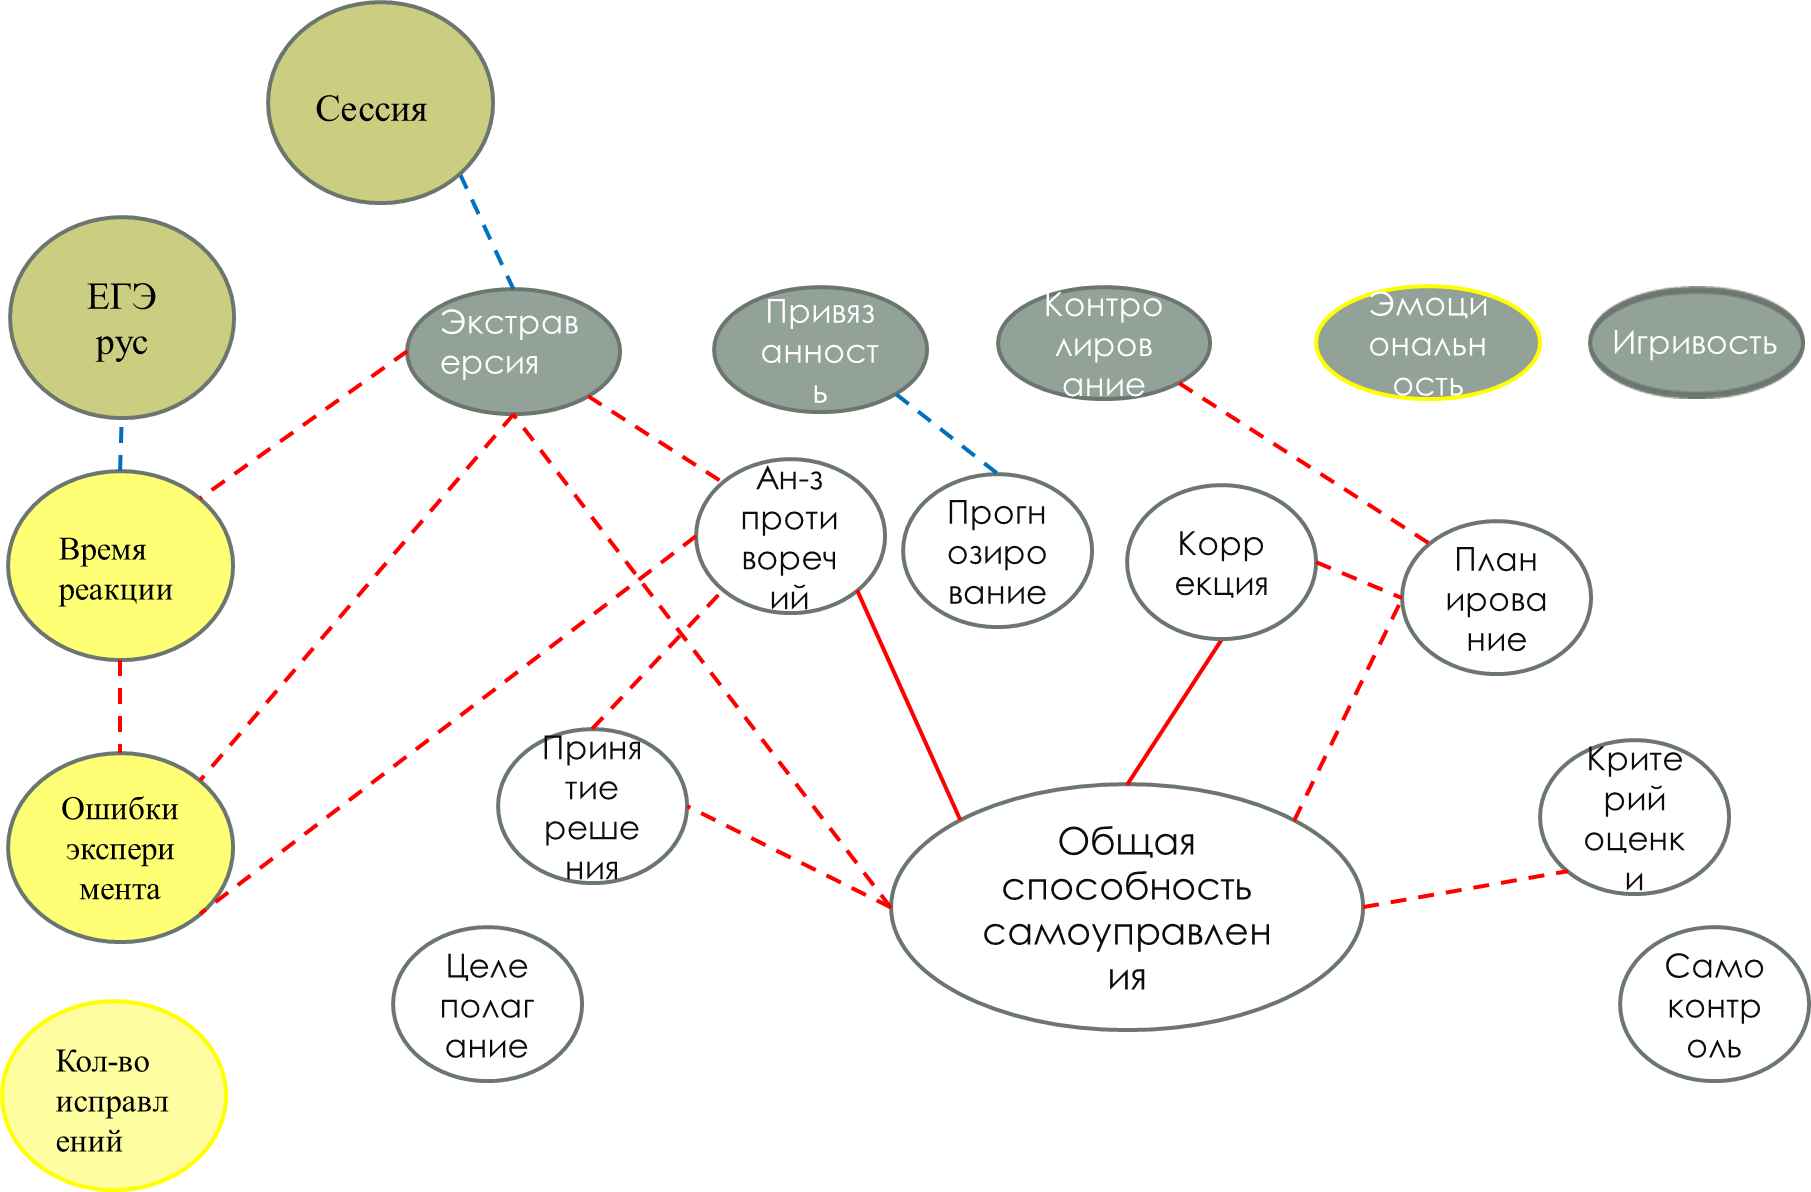 Сессия
ЕГЭ
рус
Экстрав
ерсия
Привяз
анност
ь
Контро
лиров
ание
Эмоци
ональн
ость
Игривость
Время
реакции
Ан-з
проти
вореч
ий
Прогн
озиро
вание
Корр
екция
План
ирова
ние
Ошибки
экспери
мента
Приня
тие
реше
ния
Общая
способность
самоуправлен
ия
Крите
рий
оценк
и
Целе
полаг
ание
Само
контр
оль
Кол-во
исправл
ений